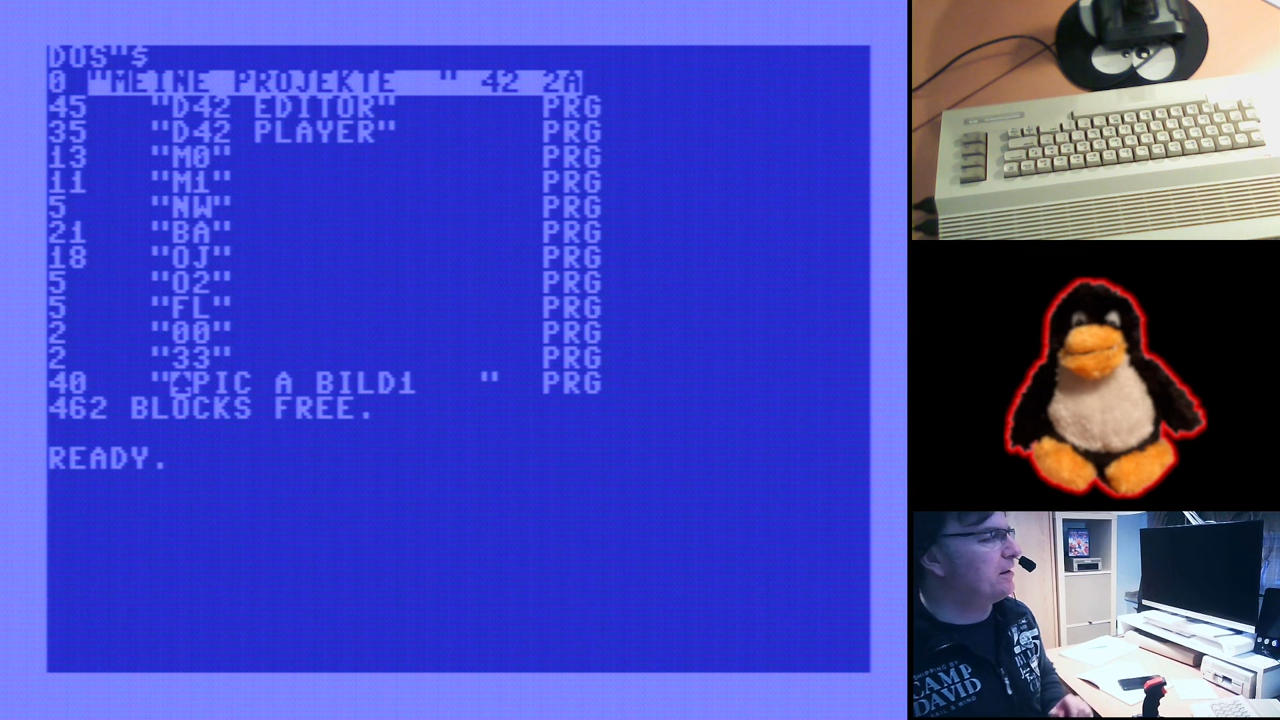 DOS"$
0 "MEINE PROJEKTE  " 42 2A
45   "D42 EDITOR"       PRG
35   "D42 PLAYER"       PRG
13   "M0"               PRG
11   "M1"               PRG
5    "NW"               PRG
21   "BA"               PRG
18   "OJ"               PRG
5    "O2"               PRG
5    "FL"               PRG
2    "00"               PRG
2    "33"               PRG
40   "PIC A BILD1   "  PRG
462 BLOCKS FREE.
READY.
CAMP
DAVID